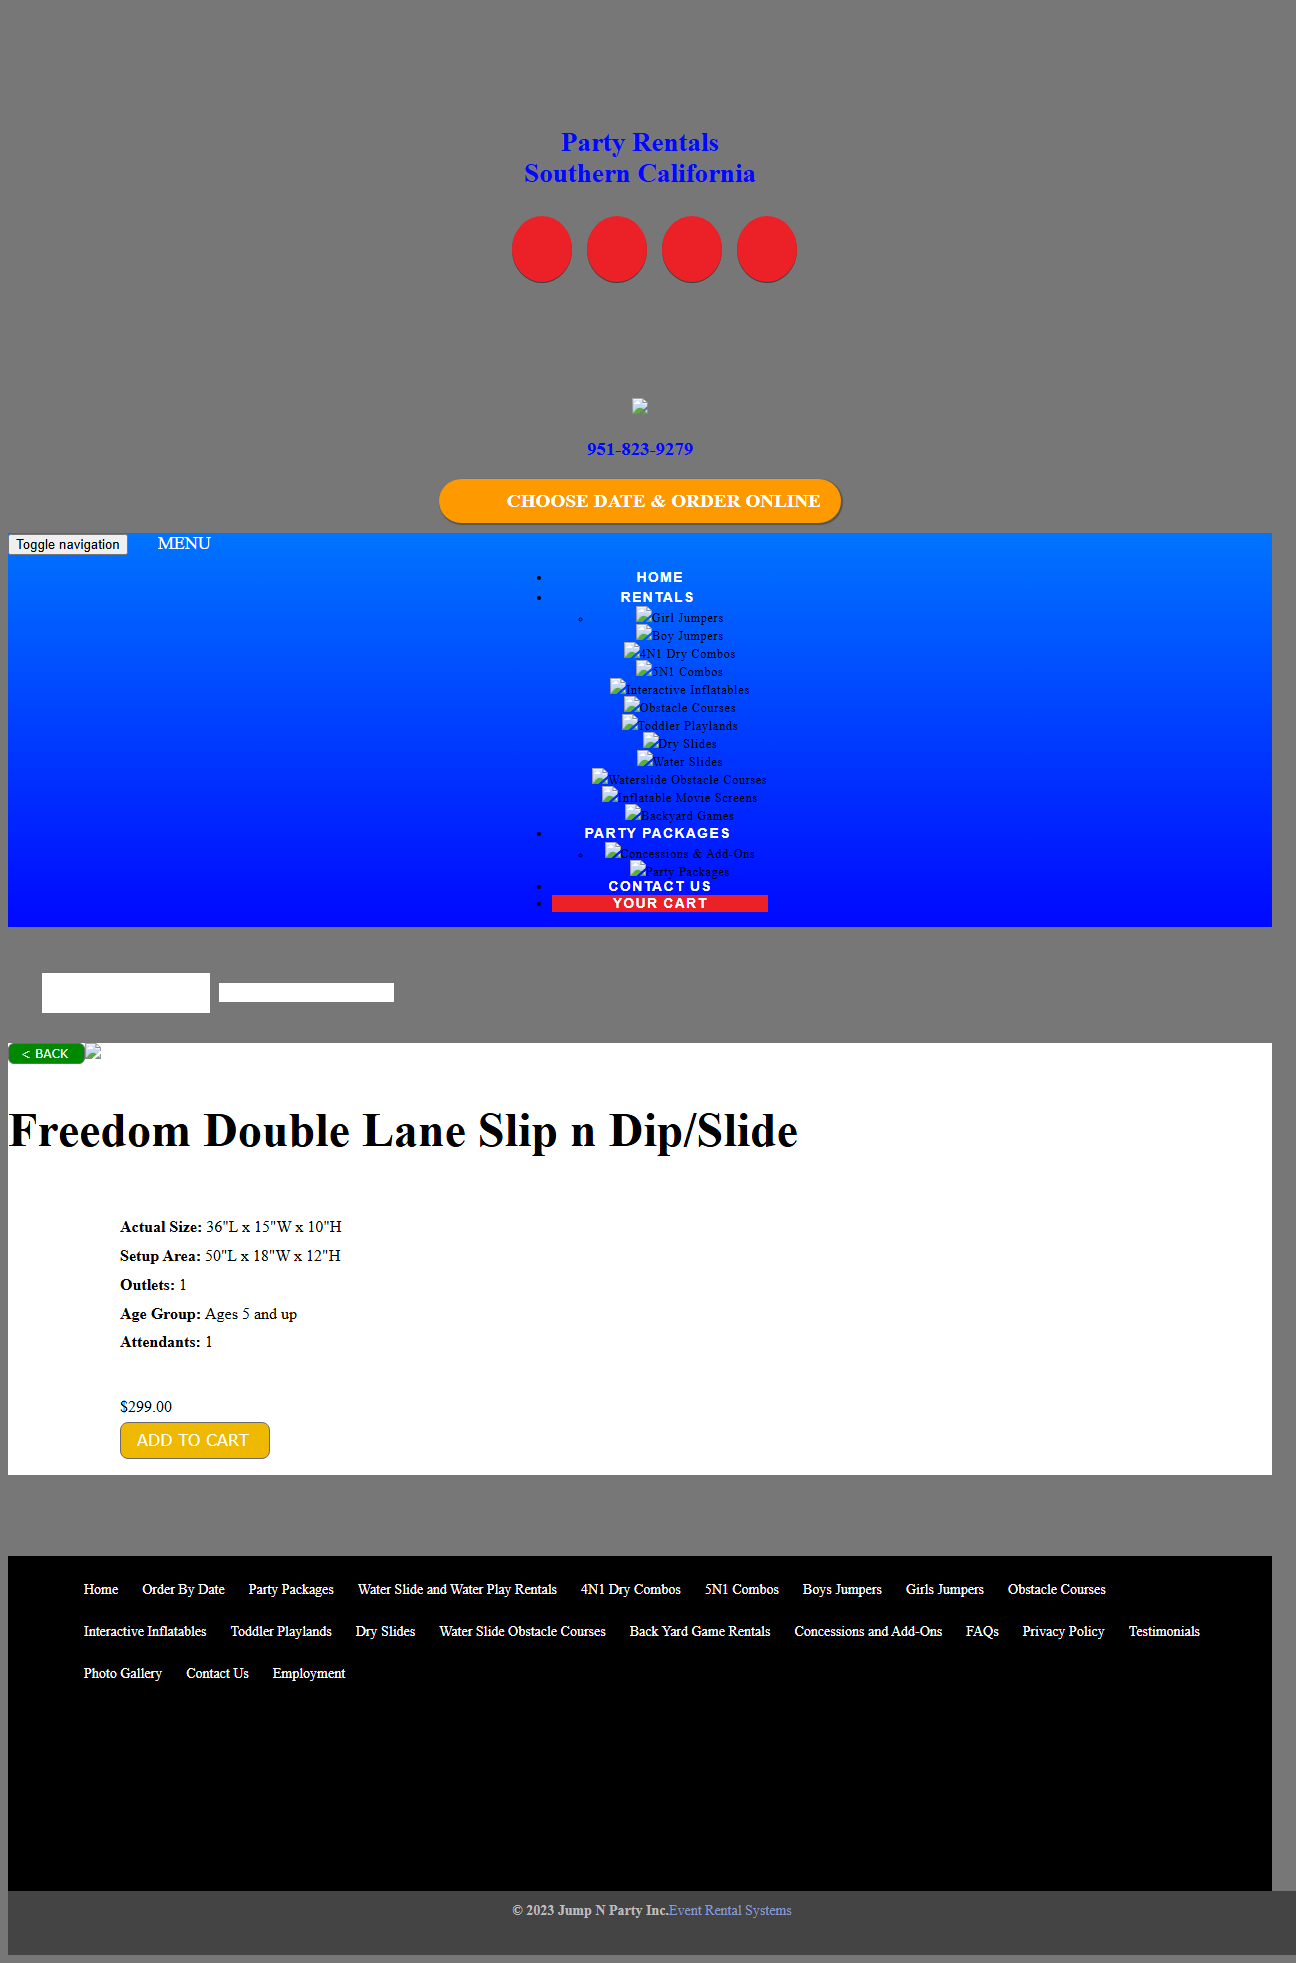 Party Rentals
Southern California
951-823-9279
CHOOSE DATE & ORDER ONLINE
Toggle navigation MENU
HOME
RENTALS
Girl Jumpers
Boy Jumpers
4N1 Dry Combos
5N1 Combos
Interactive Inflatables
Obstacle Courses
Toddler Playlands
Dry Slides
Water Slides
Waterslide Obstacle Courses
Inflatable Movie Screens
Backyard Games
PARTY PACKAGES
Concessions & Add-Ons
Party Packages
CONTACT US
YOUR CART
< BACK
Freedom Double Lane Slip n Dip/Slide
Actual Size: 36"L x 15"W x 10"H
Setup Area: 50"L x 18"W x 12"H
Outlets: 1
Age Group: Ages 5 and up
Attendants: 1
$299.00
ADD TO CART
Home Order By Date Party Packages Water Slide and Water Play Rentals 4N1 Dry Combos 5N1 Combos Boys Jumpers Girls Jumpers Obstacle Courses
Interactive Inflatables Toddler Playlands Dry Slides Water Slide Obstacle Courses Back Yard Game Rentals Concessions and Add-Ons FAQs Privacy Policy Testimonials
Photo Gallery Contact Us Employment
© 2023 Jump N Party Inc.Event Rental Systems